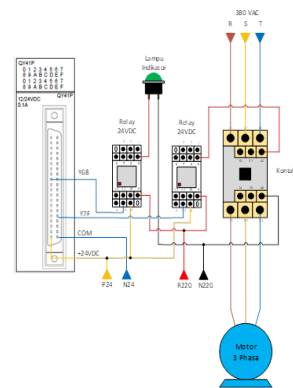 QY41P
0 1 2 3 4 5 6 7
8 9 A B C D E F
0 1 2 3 4 5 6 7
8 9 A B C D E F
QY41P
12/24VDC
0.1A
Lampu
Indikator
380 VAC
R S T
Relay
24VDC
Relay
24VDC
Kontak
Y6B
Y7F
COM
+24VDC
P24 N24 R220 N220
Motor
3 Phasa